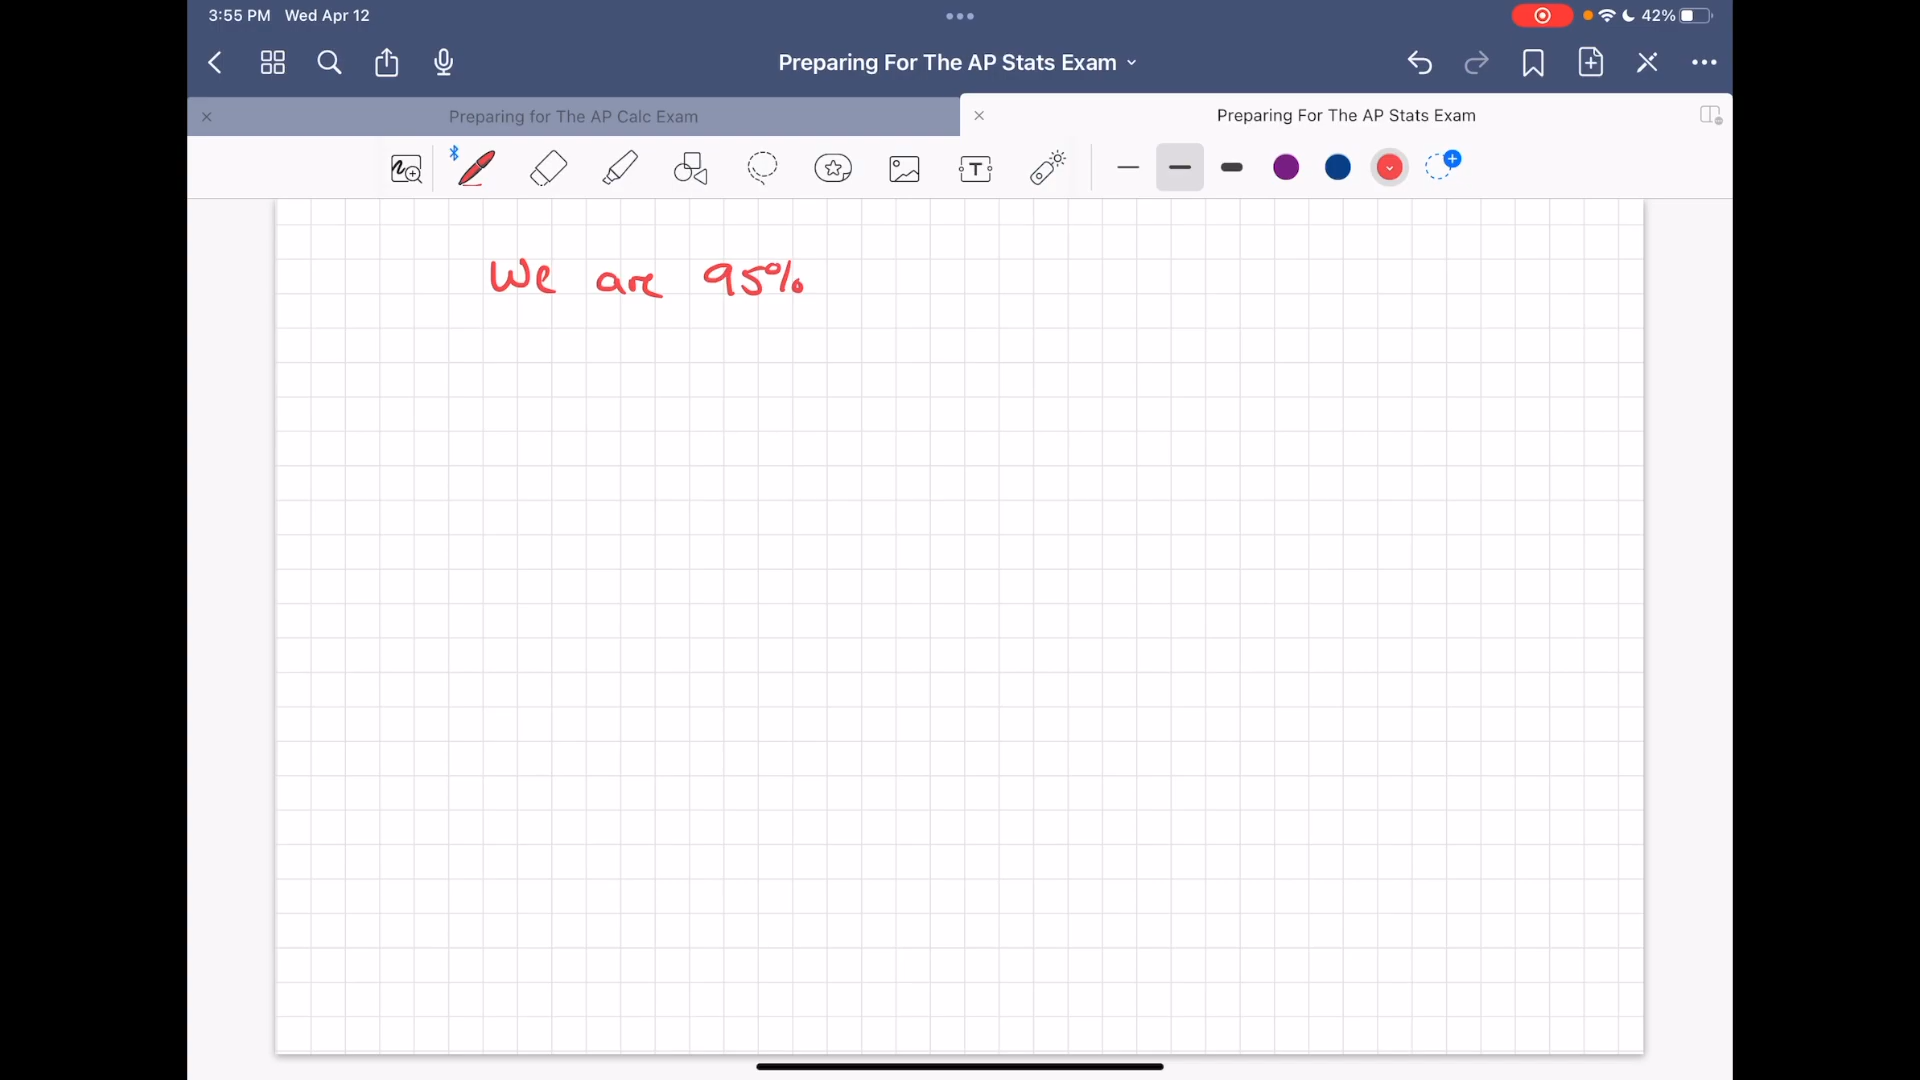 3:55 PM Wed Apr 12
42%
Preparing For The AP Stats Exam
Preparing for The AP Calc Exam
Preparing For The AP Stats Exam
T
We are 95%